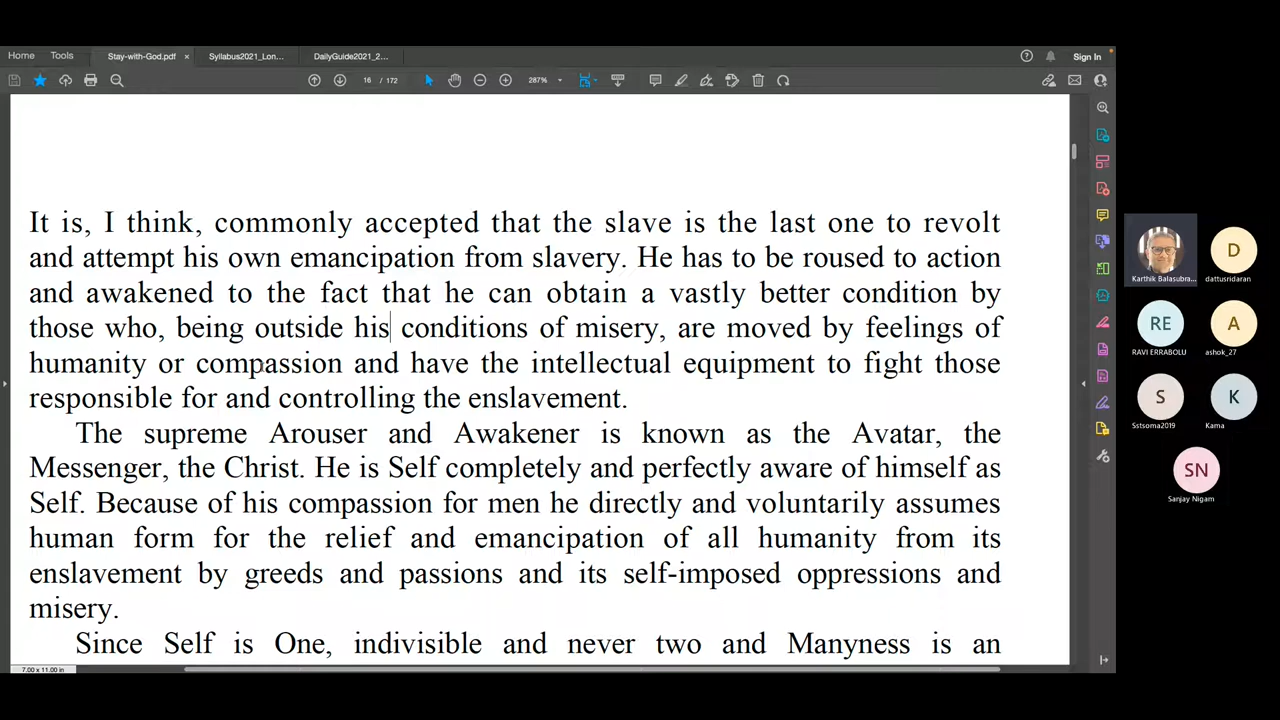 Home Tools Stay-with-God.pdf × Syllabus2021_Lon... DailyGuide2021_2... Sign In
16 / 172 287%
It is, I think, commonly accepted that the slave is the last one to revolt
and attempt his own emancipation from slavery. He has to be roused to action
and awakened to the fact that he can obtain a vastly better condition by
those who, being outside his conditions of misery, are moved by feelings of
humanity or compassion and have the intellectual equipment to fight those
responsible for and controlling the enslavement.
The supreme Arouser and Awakener is known as the Avatar, the
Messenger, the Christ. He is Self completely and perfectly aware of himself as
Self. Because of his compassion for men he directly and voluntarily assumes
human form for the relief and emancipation of all humanity from its
enslavement by greeds and passions and its self-imposed oppressions and
misery.
Since Self is One, indivisible and never two and Manyness is an
7.00 x 11.00 in
Karthik Balasubra...
D
dattusridaran
RE
RAVI ERRABOLU
A
ashok_27
S
Sstsoma2019
K
Kama
SN
Sanjay Nigam